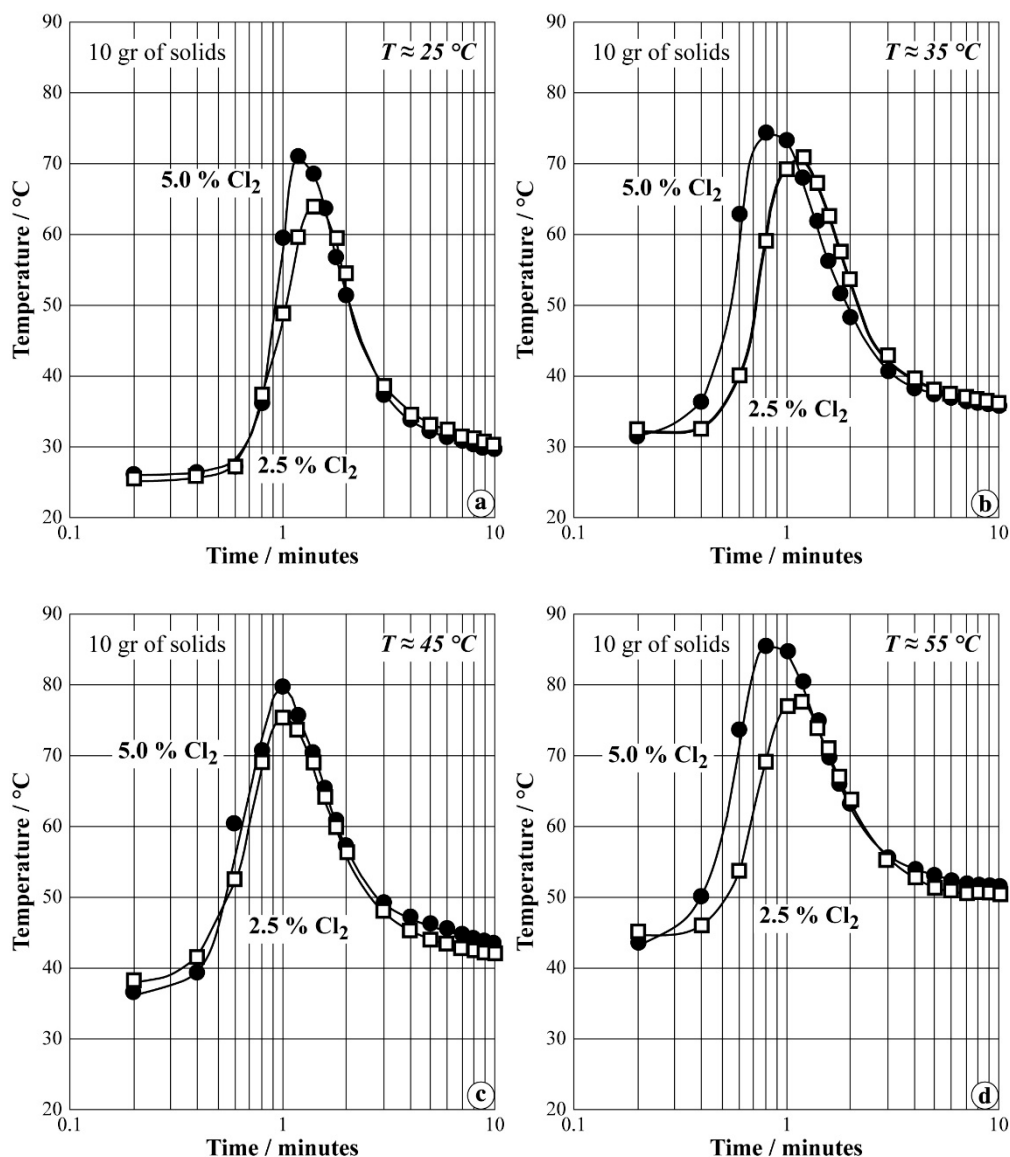 90
80
70
60
50
40
30
20
Temperature / °C
10 gr of solids
T ≈ 25 °C
5.0 % Cl2
2.5 % Cl2
a
0.1
1
10
Time / minutes
90
80
70
60
50
40
30
20
Temperature / °C
10 gr of solids
T ≈ 35 °C
5.0 % Cl2
2.5 % Cl2
b
0.1
1
10
Time / minutes
90
80
70
60
50
40
30
20
Temperature / °C
10 gr of solids
T ≈ 45 °C
5.0 % Cl2
2.5 % Cl2
c
0.1
1
10
Time / minutes
90
80
70
60
50
40
30
20
Temperature / °C
10 gr of solids
T ≈ 55 °C
5.0 % Cl2
2.5 % Cl2
d
0.1
1
10
Time / minutes